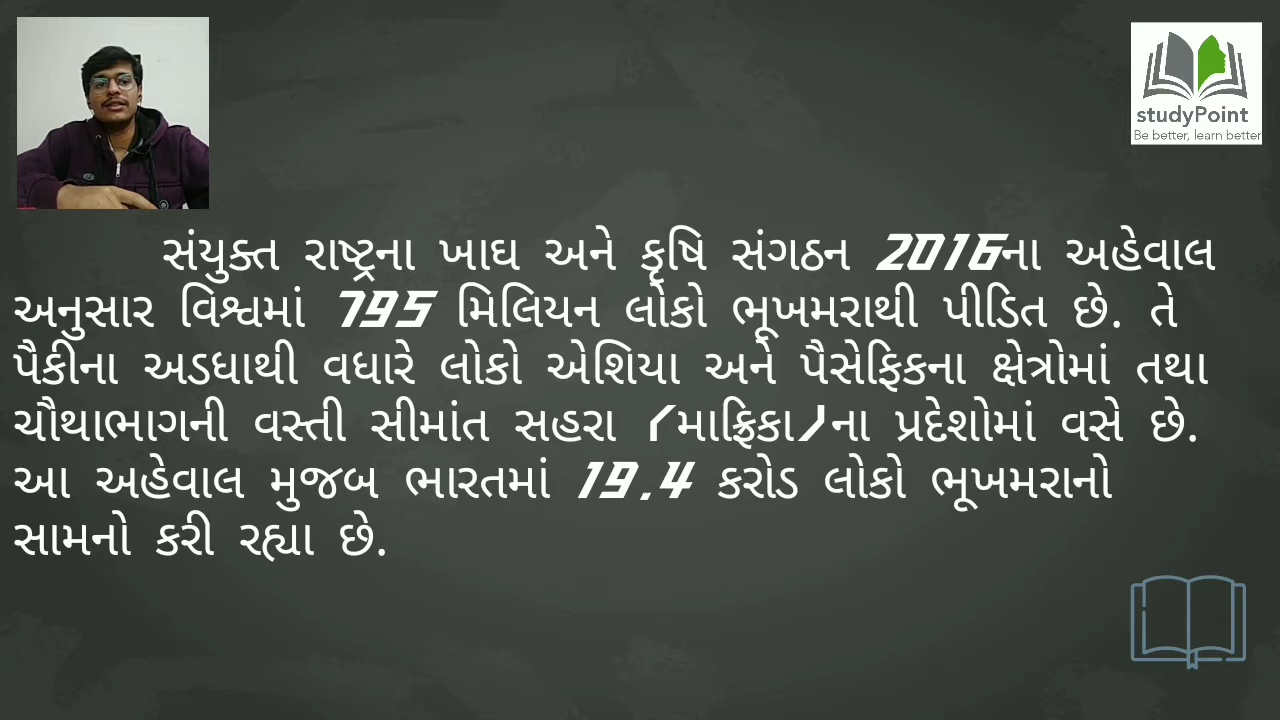 studyPoint
Be better, learn better
સંયુક્ત રાષ્ટ્રના ખાઘ અને કૃષિ સંગઠન 2016ના અહેવાલ
અનુસાર વિશ્વમાં 795 મિલિયન લોકો ભૂખમરાથી પીડિત છે. તે
પૈકીના અડધાથી વધારે લોકો એશિયા અને પૈસેફિકના ક્ષેત્રોમાં તથા
ચૌથાભાગની વસ્તી સીમાંત સહરા (માફ્રિકા)ના પ્રદેશોમાં વસે છે.
આ અહેવાલ મુજબ ભારતમાં 19.4 કરોડ લોકો ભૂખમરાનો
સામનો કરી રહ્યા છે.